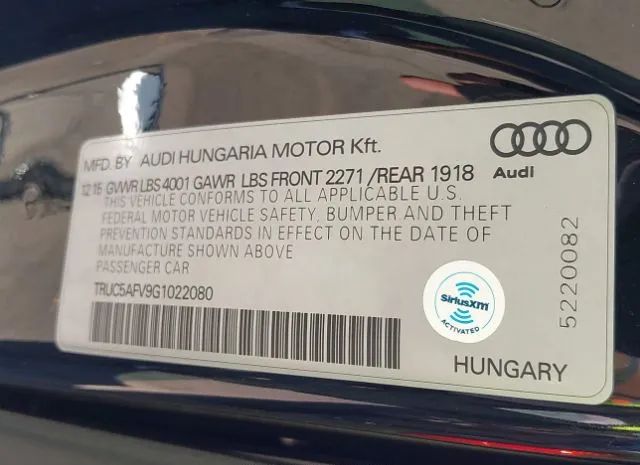 MFD. BY AUDI HUNGARIA MOTOR Kft.
12/15 GVWR LBS 4001 GAWR LBS FRONT 2271 /REAR 1918
THIS VEHICLE CONFORMS TO ALL APPLICABLE U.S.
FEDERAL MOTOR VEHICLE SAFETY, BUMPER AND THEFT
PREVENTION STANDARDS IN EFFECT ON THE DATE OF
MANUFACTURE SHOWN ABOVE
PASSENGER CAR
TRUC5AFV9G1022080
Audi
SiriusXM
ACTIVATED
5220082
HUNGARY